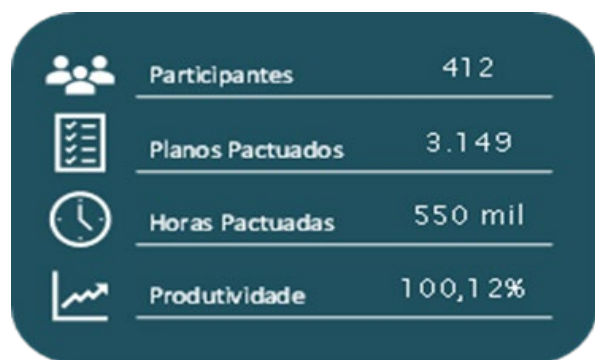 Participantes 412
Planos Pactuados 3.149
Horas Pactuadas 550 mil
Produtividade 100,12%